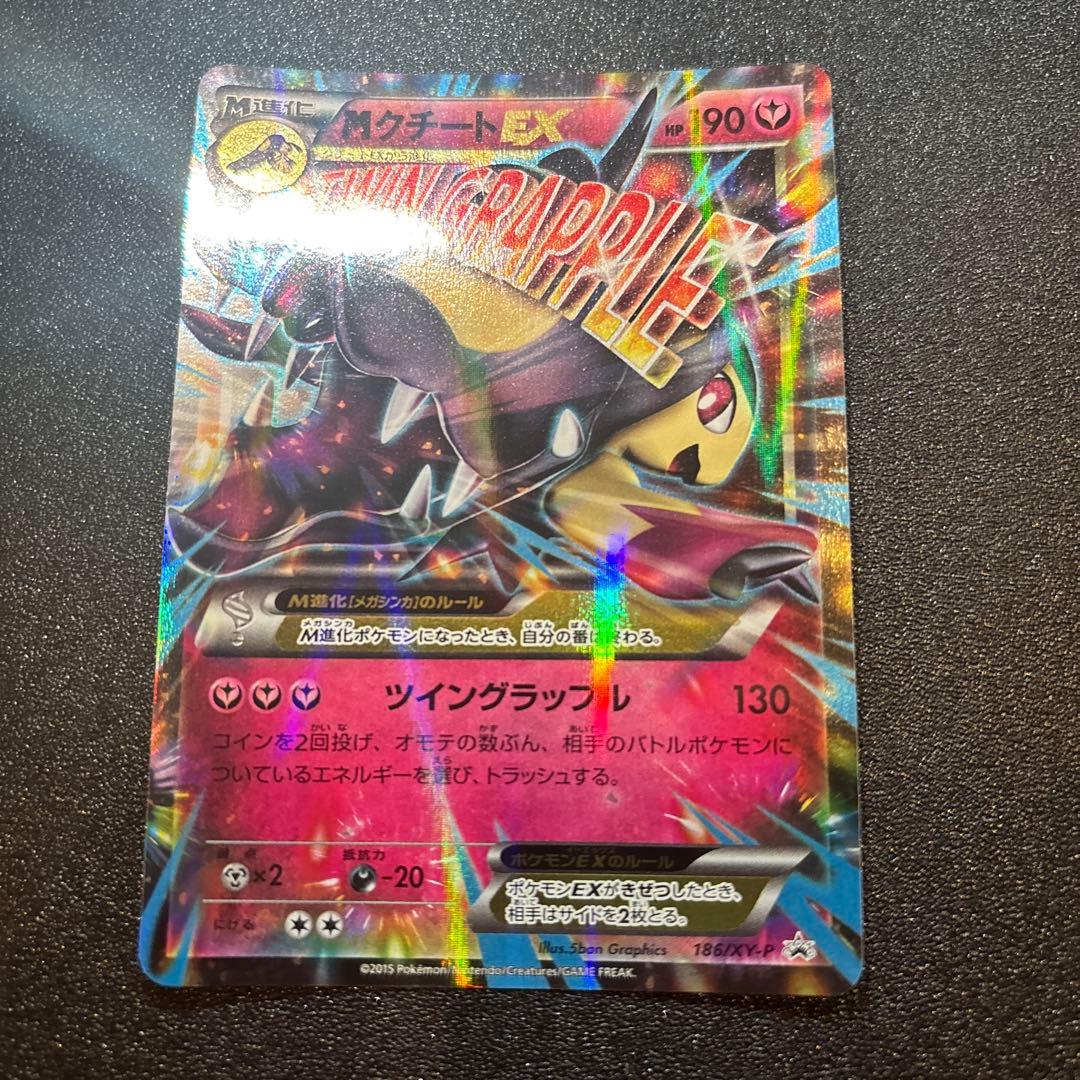 M進化
MクチートEX
HP 190
TWIN GRAPPLE
M進化[メガシンカ]のルール
M進化ポケモンになったとき、自分の番は終わる。
ツイングラップル 130
コインを2回投げ、オモテの数ぶん、相手のバトルポケモンに
ついているエネルギーを選び、トラッシュする。
弱点 抵抗力
×2 -20
にげる
ポケモンEXのルール
ポケモンEXがきぜつしたとき、
相手はサイドを2枚とる。
Illus.5ban Graphics 186/XY-P
©2015 Pokémon/Nintendo/Creatures/GAME FREAK.